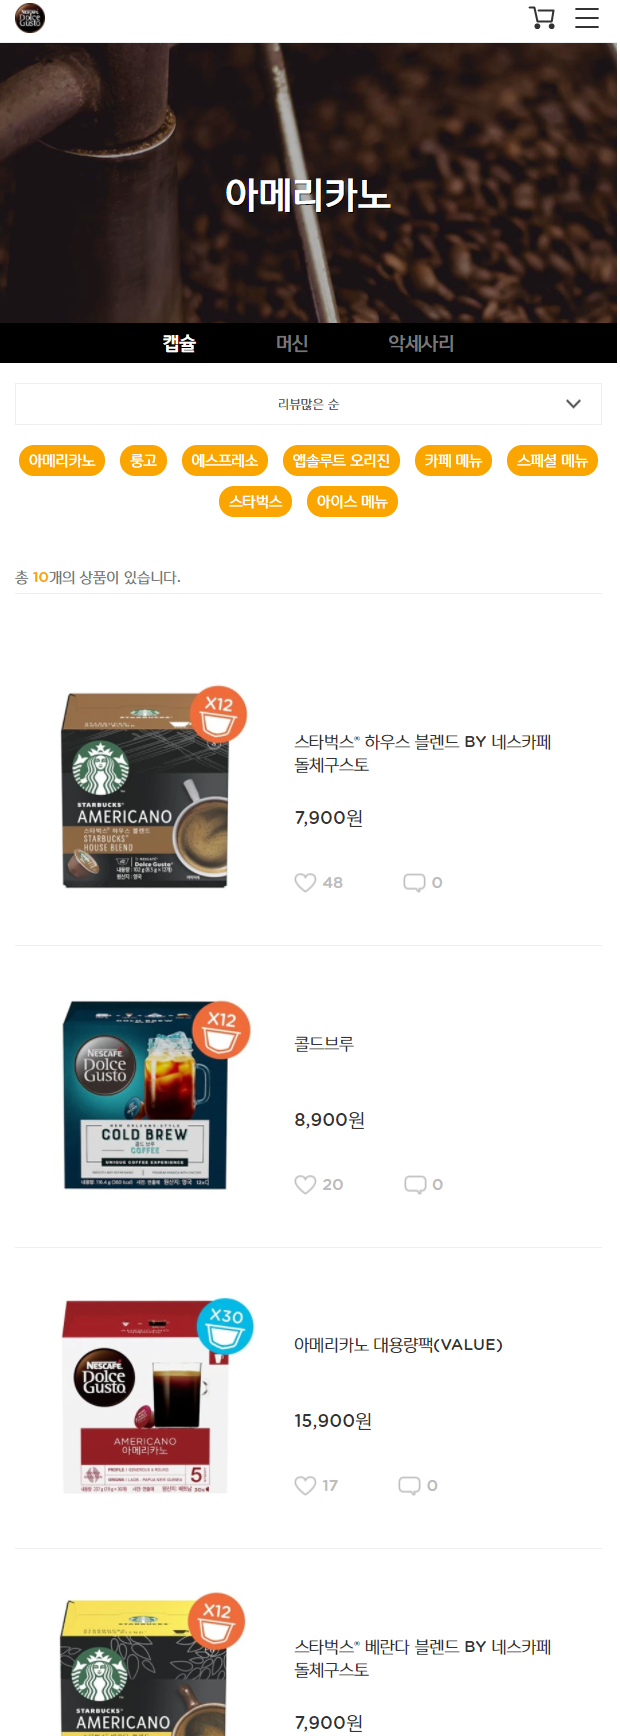 NESCAFÉ
Dolce
Gusto
아메리카노
캡슐 머신 악세사리
리뷰많은 순
아메리카노 룽고 에스프레소 앱솔루트 오리진 카페 메뉴 스페셜 메뉴
스타벅스 아이스 메뉴
총 10개의 상품이 있습니다.
X12
STARBUCKS®
AMERICANO
스타벅스® 하우스 블렌드
STARBUCKS®
HOUSE BLEND
NESCAFÉ
Dolce Gusto
스타벅스® 하우스 블렌드 BY 네스카페
돌체구스토
7,900원
48 0
X12
NESCAFÉ
Dolce
Gusto
NEW ORLEANS STYLE
COLD BREW
콜드 브루
COFFEE
UNIQUE COFFEE EXPERIENCE
콜드브루
8,900원
20 0
X30
NESCAFÉ
Dolce
Gusto
AMERICANO
아메리카노
5
아메리카노 대용량팩(VALUE)
15,900원
17 0
X12
STARBUCKS®
AMERICANO
스타벅스® 베란다 블렌드 BY 네스카페
돌체구스토
7,900원